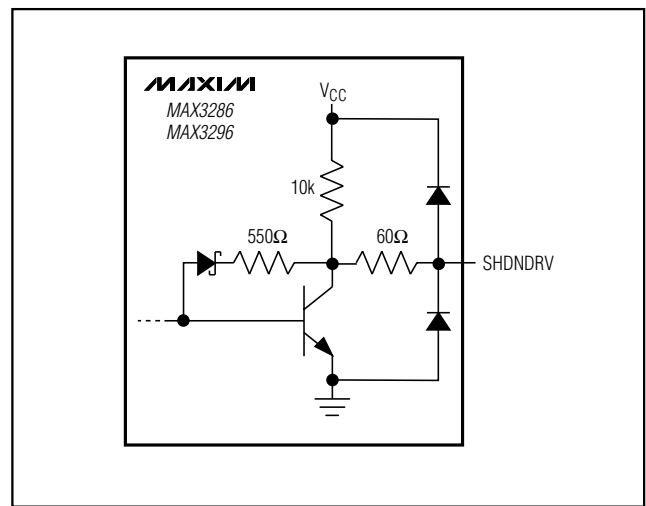 MAXIM
MAX3286
MAX3296
VCC
10k
550Ω
60Ω
SHDNDRV